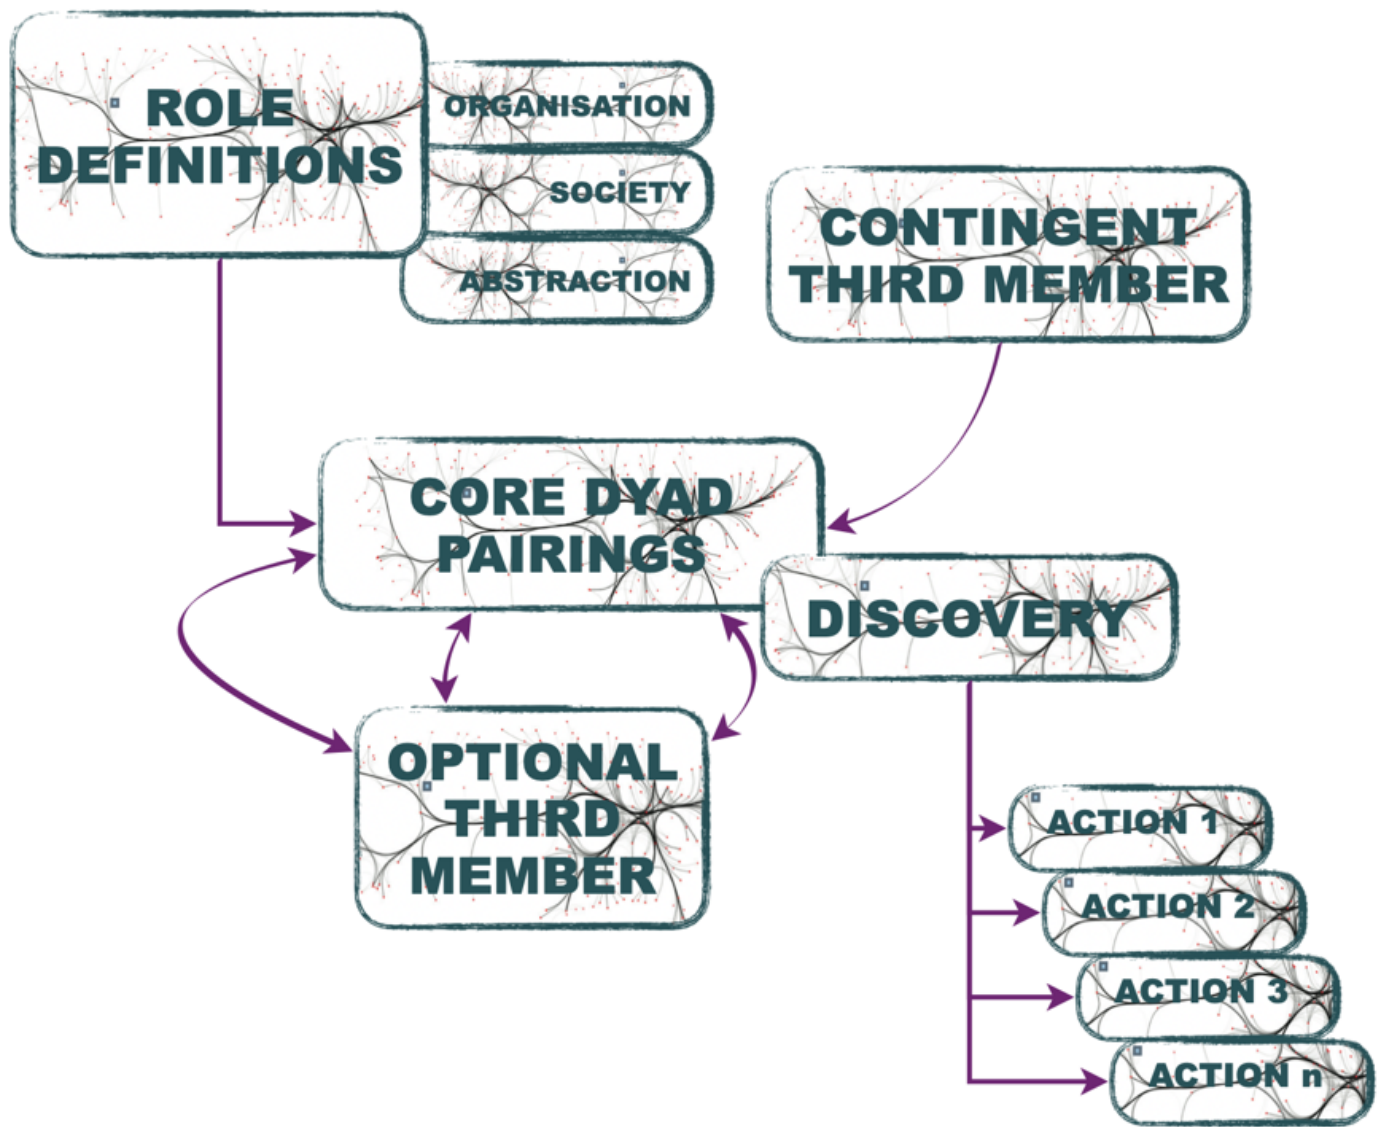 ROLE
DEFINITIONS
ORGANISATION
SOCIETY
ABSTRACTION
CONTINGENT
THIRD MEMBER
CORE DYAD
PAIRINGS
DISCOVERY
OPTIONAL
THIRD
MEMBER
ACTION 1
ACTION 2
ACTION 3
ACTION n